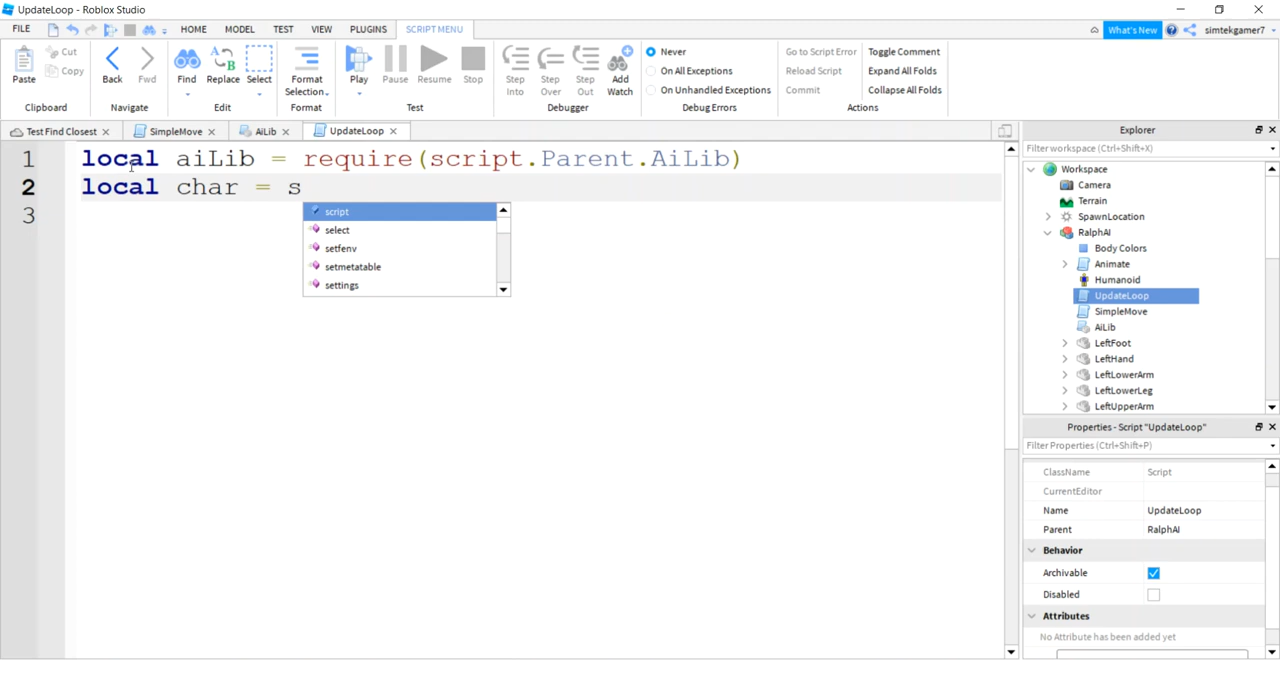 UpdateLoop - Roblox Studio
FILE HOME MODEL TEST VIEW PLUGINS SCRIPT MENU What's New simtekgamer7
Paste Cut Copy Back Fwd Find Replace Select Format Selection Play Pause Resume Stop Step Into Step Over Step Out Add Watch
Never Go to Script Error Toggle Comment
On All Exceptions Reload Script Expand All Folds
On Unhandled Exceptions Commit Collapse All Folds
Clipboard Navigate Edit Format Test Debugger Debug Errors Actions
Test Find Closest SimpleMove AiLib UpdateLoop
1 local aiLib = require(script.Parent.AiLib)
2 local char = s
3
script
select
setfenv
setmetatable
settings
Explorer
Filter workspace (Ctrl+Shift+X)
Workspace
Camera
Terrain
SpawnLocation
RalphAI
Body Colors
Animate
Humanoid
UpdateLoop
SimpleMove
AiLib
LeftFoot
LeftHand
LeftLowerArm
LeftLowerLeg
LeftUpperArm
Properties - Script "UpdateLoop"
Filter Properties (Ctrl+Shift+P)
ClassName Script
CurrentEditor
Name UpdateLoop
Parent RalphAI
Behavior
Archivable
Disabled
Attributes
No Attribute has been added yet